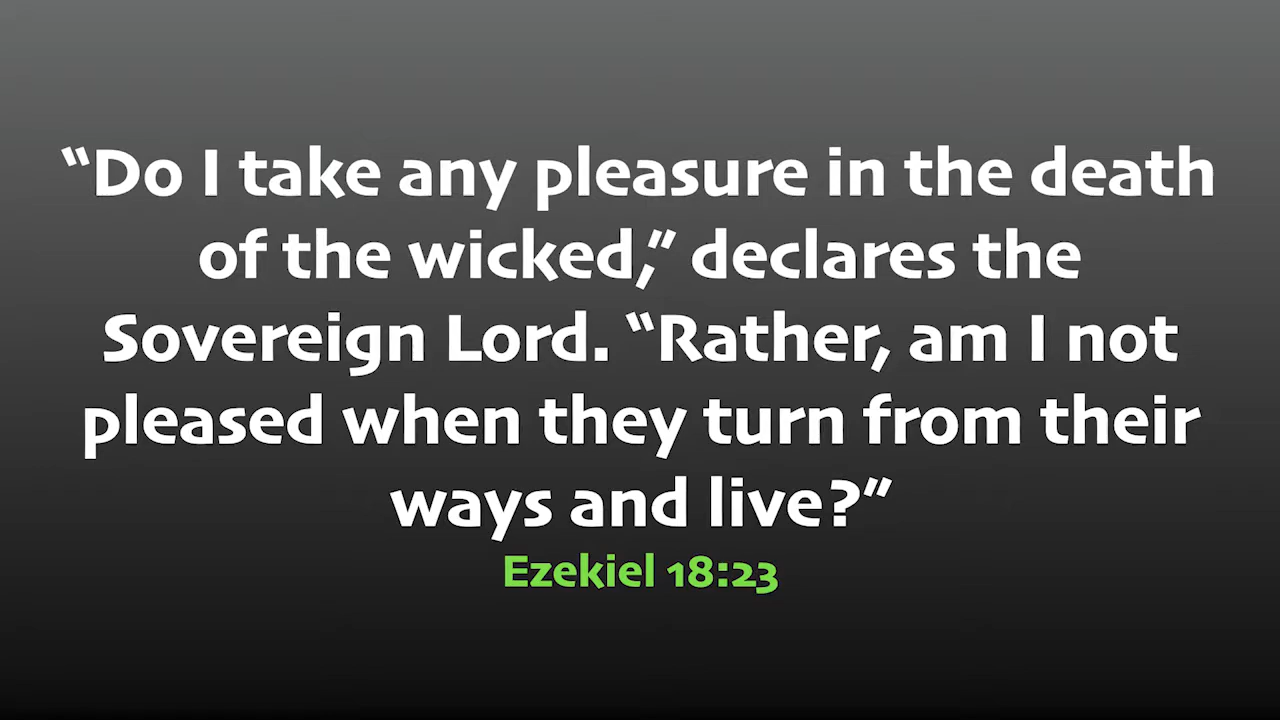 “Do I take any pleasure in the death
of the wicked,” declares the
Sovereign Lord. “Rather, am I not
pleased when they turn from their
ways and live?”
Ezekiel 18:23